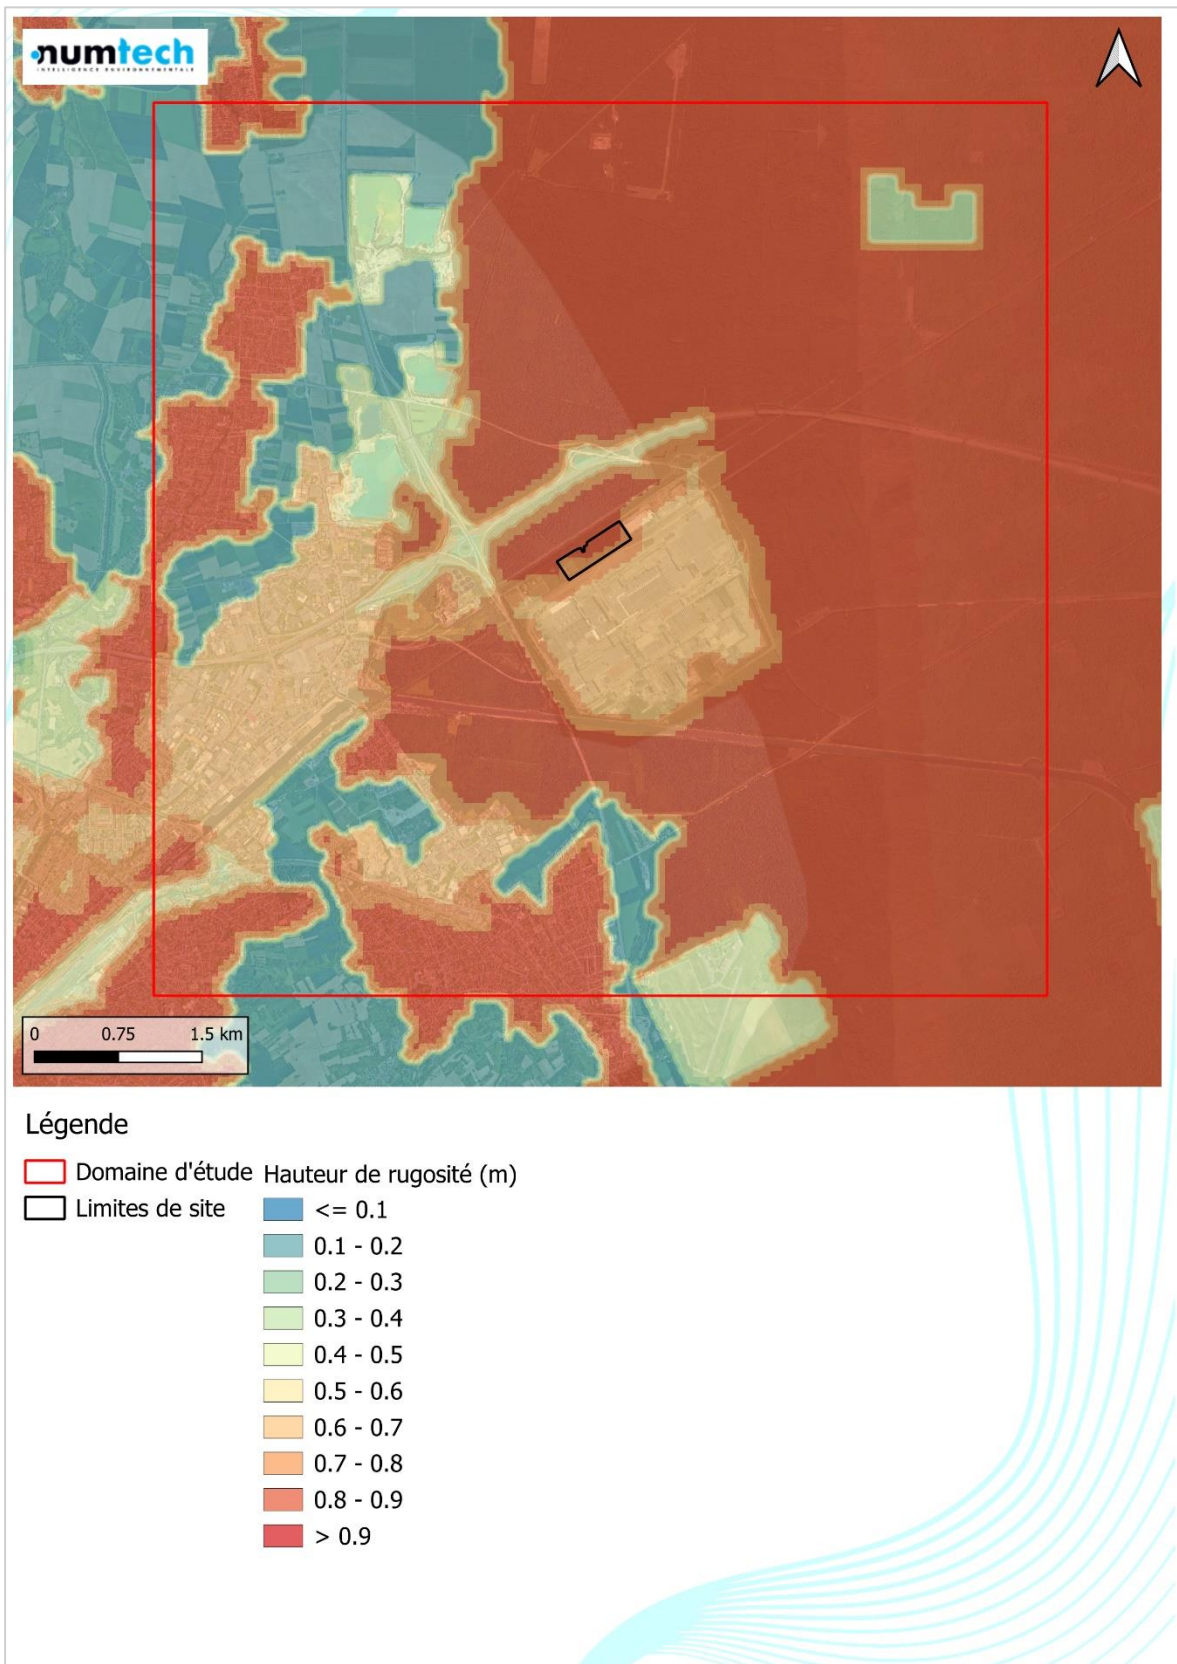 numtech
INTELLIGENCE ENVIRONNEMENTALE
0 0.75 1.5 km
Légende
Domaine d'étude
Limites de site
Hauteur de rugosité (m)
<= 0.1
0.1 - 0.2
0.2 - 0.3
0.3 - 0.4
0.4 - 0.5
0.5 - 0.6
0.6 - 0.7
0.7 - 0.8
0.8 - 0.9
> 0.9